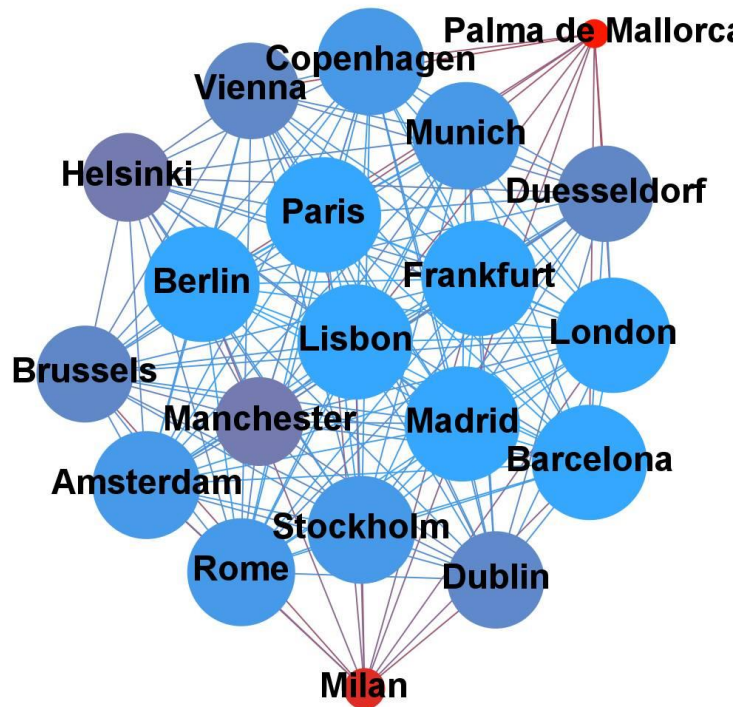 Palma de Mallorca
Copenhagen
Vienna
Munich
Helsinki
Duesseldorf
Paris
Frankfurt
Berlin
London
Lisbon
Brussels
Manchester
Madrid
Barcelona
Amsterdam
Stockholm
Rome
Dublin
Milan